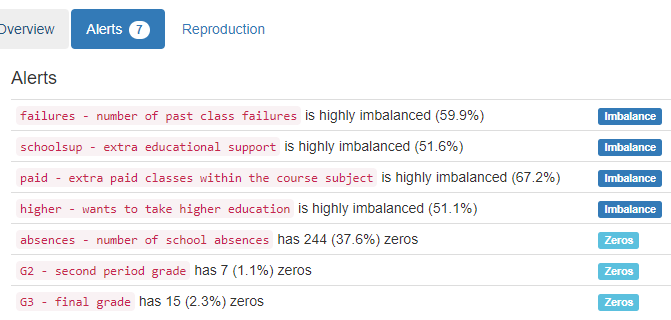 Overview Alerts 7 Reproduction
Alerts
failures - number of past class failures is highly imbalanced (59.9%) Imbalance
schoolsup - extra educational support is highly imbalanced (51.6%) Imbalance
paid - extra paid classes within the course subject is highly imbalanced (67.2%) Imbalance
higher - wants to take higher education is highly imbalanced (51.1%) Imbalance
absences - number of school absences has 244 (37.6%) zeros Zeros
G2 - second period grade has 7 (1.1%) zeros Zeros
G3 - final grade has 15 (2.3%) zeros Zeros